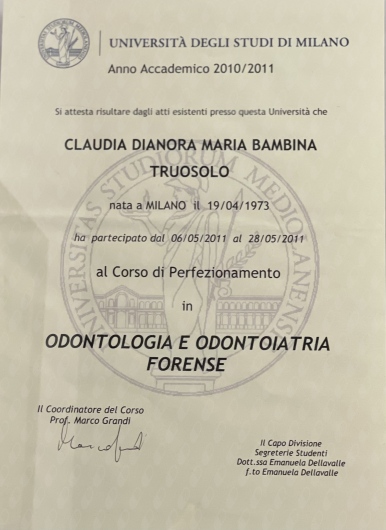 UNIVERSITÀ DEGLI STUDI DI MILANO
Anno Accademico 2010/2011
Si attesta risultare dagli atti esistenti presso questa Università che
CLAUDIA DIANORA MARIA BAMBINA
TRUOSOLO
nata a MILANO il 19/04/1973
ha partecipato dal 06/05/2011 al 28/05/2011
al Corso di Perfezionamento
in
ODONTOLOGIA E ODONTOIATRIA
FORENSE
Il Coordinatore del Corso
Prof. Marco Grandi
Il Capo Divisione
Segreterie Studenti
Dott.ssa Emanuela Dellavalle
f.to Emanuela Dellavalle